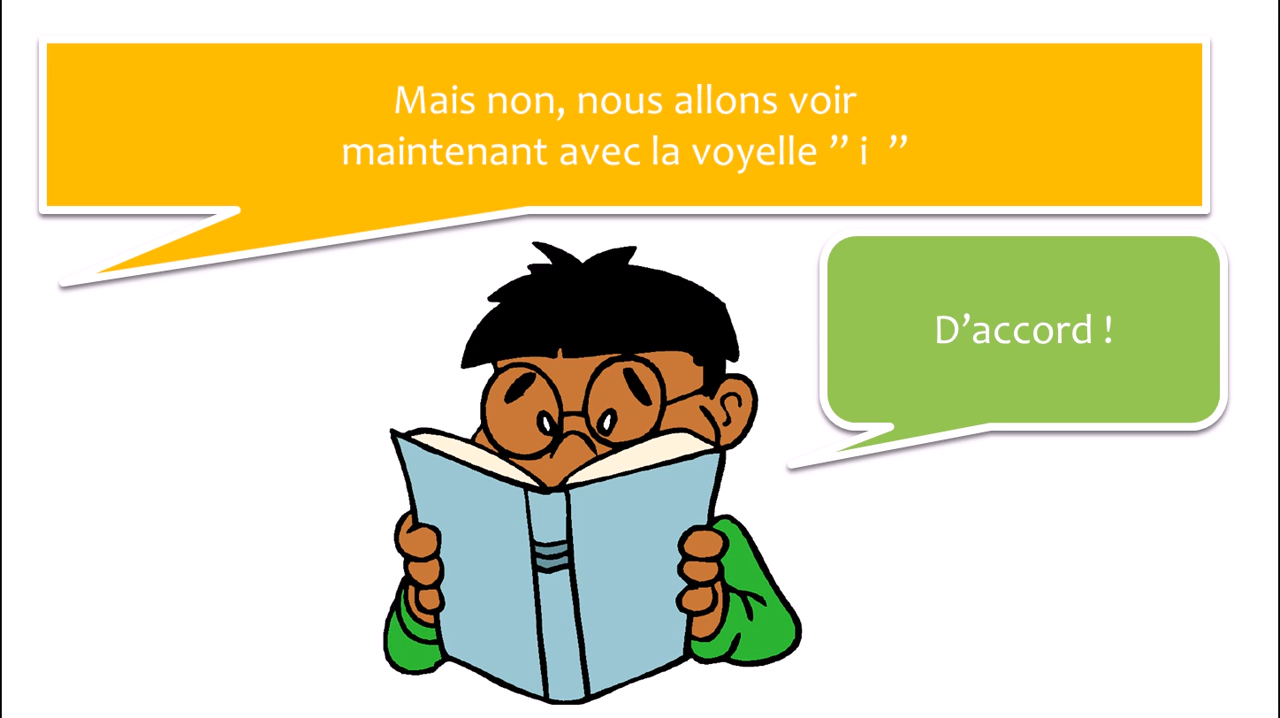 Mais non, nous allons voir
maintenant avec la voyelle ” i ”
D’accord !